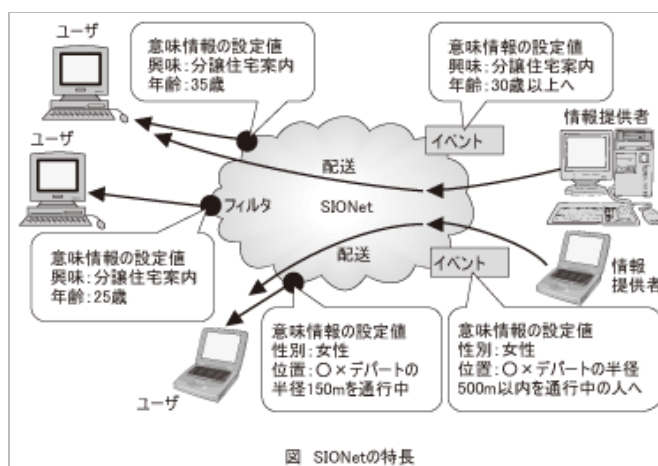 ユーザ
意味情報の設定値
興味:分譲住宅案内
年齢:35歳
意味情報の設定値
興味:分譲住宅案内
年齢:30歳以上へ
情報提供者
イベント
ユーザ
配送
フィルタ
SIONet
意味情報の設定値
興味:分譲住宅案内
年齢:25歳
配送
イベント
情報
提供者
意味情報の設定値
性別:女性
位置:○×デパートの
半径150mを通行中
意味情報の設定値
性別:女性
位置:○×デパートの半径
500m以内を通行中の人へ
ユーザ
図 SIONetの特長